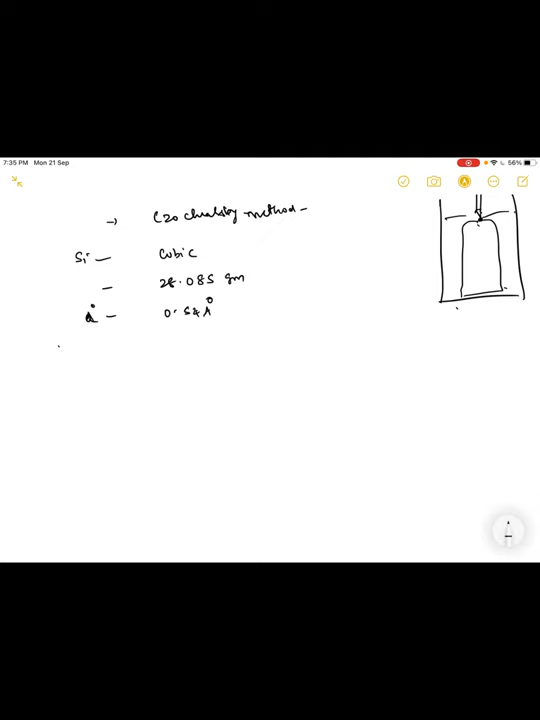 7:35 PM Mon 21 Sep 56%
→ Czochralsky method -
Si — Cubic
— 28.085 gm
Å — 0.54 Å